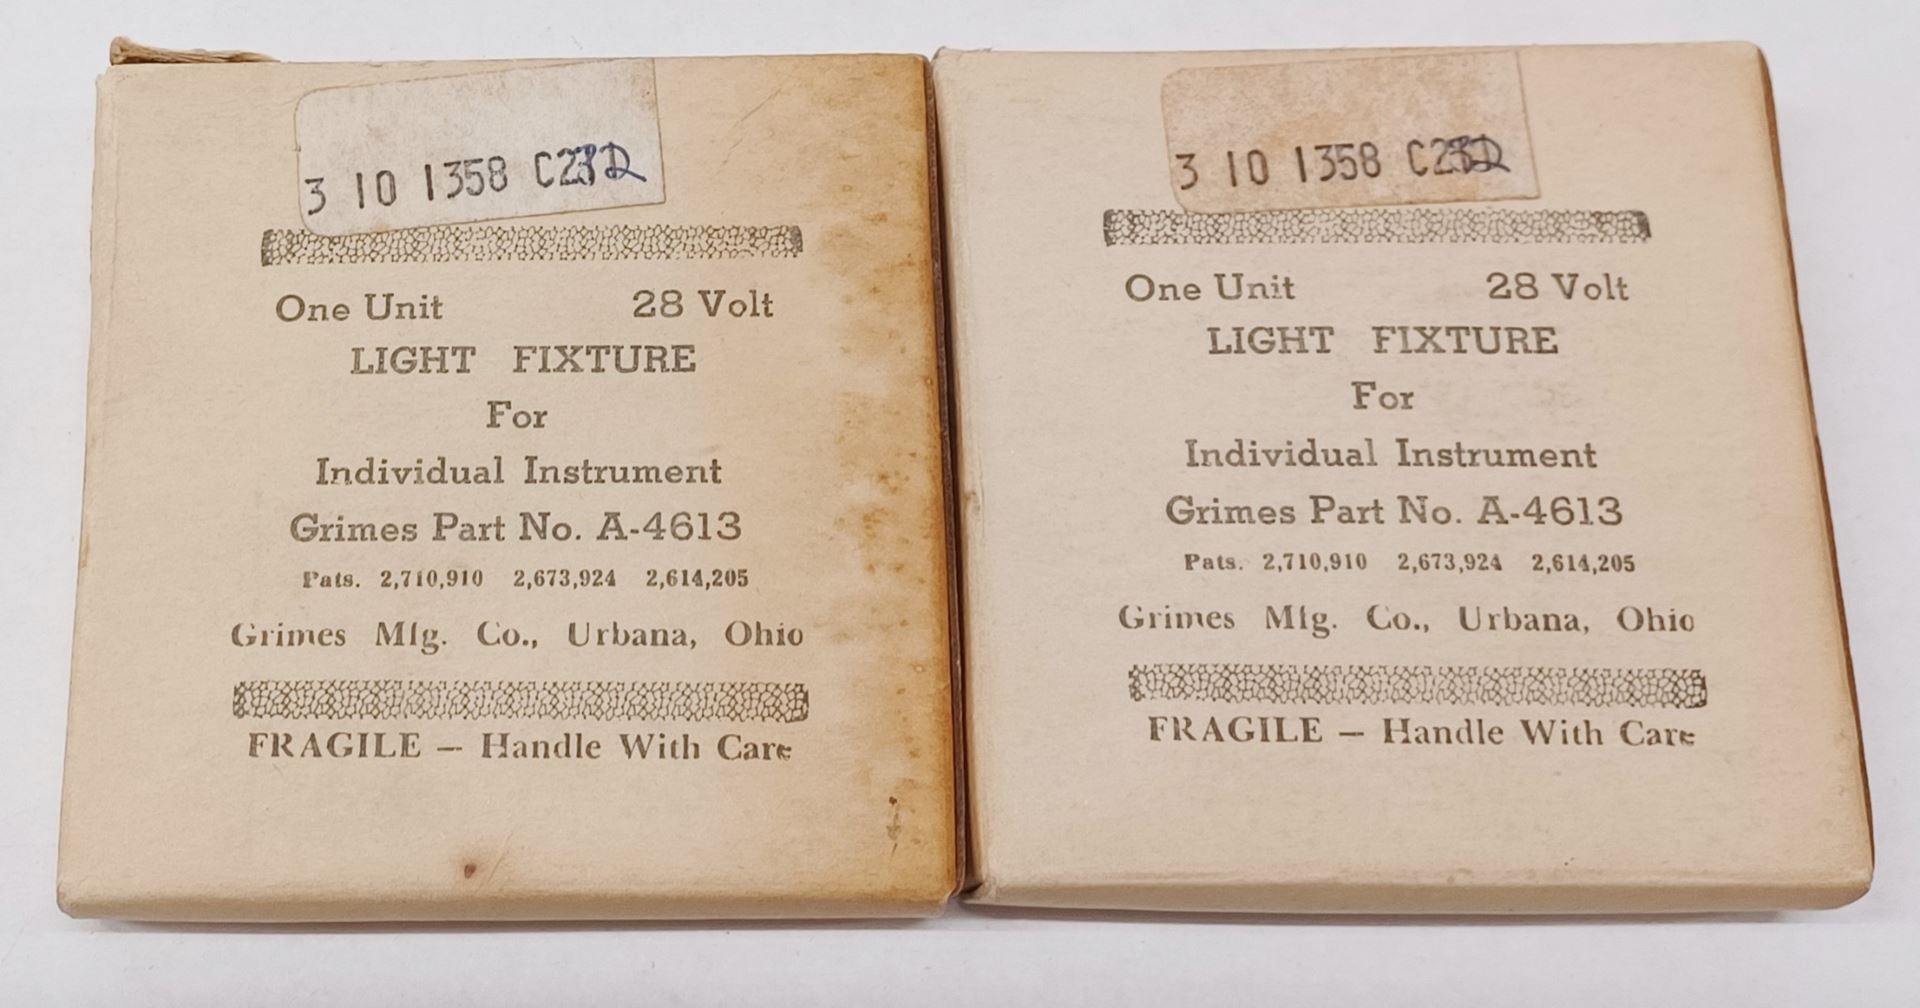 3 10 1358
One Unit 28 Volt
LIGHT FIXTURE
For
Individual Instrument
Grimes Part No. A-4613
Pats. 2,710,910 2,673,924 2,614,205
Grimes Mfg. Co., Urbana, Ohio
FRAGILE — Handle With Care
3 10 1358
One Unit 28 Volt
LIGHT FIXTURE
For
Individual Instrument
Grimes Part No. A-4613
Pats. 2,710,910 2,673,924 2,614,205
Grimes Mfg. Co., Urbana, Ohio
FRAGILE — Handle With Care